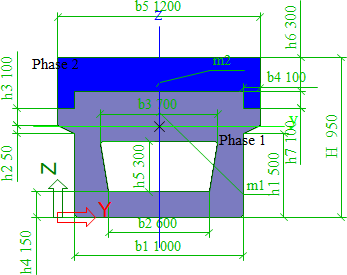 b5 1200
Z
h6 300
m2
Phase 2
h3 100
b4 100
b3 700
y
H 950
Phase 1
h7 100
h2 50
h5 300
h1 500
Z
m1
Y
b2 600
h4 150
b1 1000